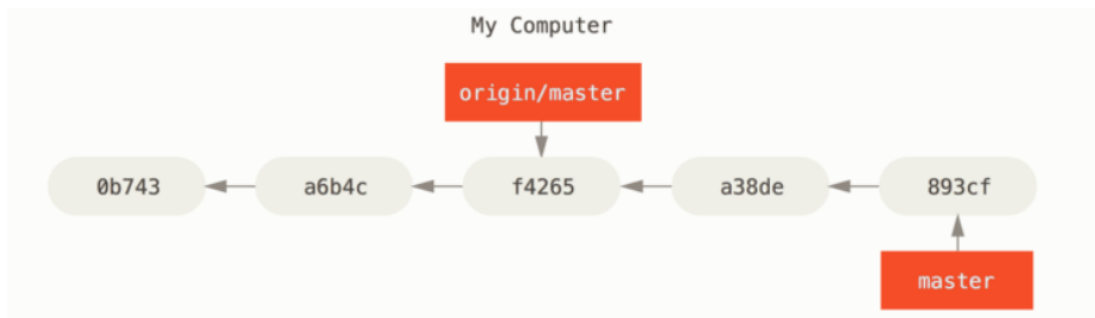 My Computer
origin/master
0b743
a6b4c
f4265
a38de
893cf
master